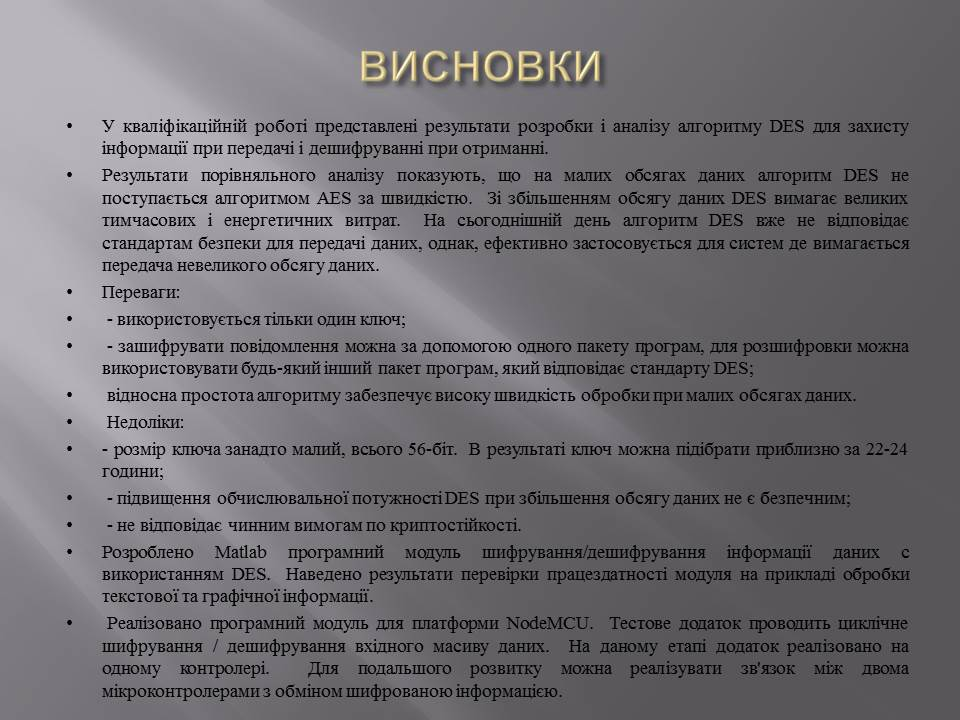 ВИСНОВКИ
• У кваліфікаційній роботі представлені результати розробки і аналізу алгоритму DES для захисту
інформації при передачі і дешифруванні при отриманні.
• Результати порівняльного аналізу показують, що на малих обсягах даних алгоритм DES не
поступається алгоритмом AES за швидкістю. Зі збільшенням обсягу даних DES вимагає великих
тимчасових і енергетичних витрат. На сьогоднішній день алгоритм DES вже не відповідає
стандартам безпеки для передачі даних, однак, ефективно застосовується для систем де вимагається
передача невеликого обсягу даних.
• Переваги:
• - використовується тільки один ключ;
• - зашифрувати повідомлення можна за допомогою одного пакету програм, для розшифровки можна
використовувати будь-який інший пакет програм, який відповідає стандарту DES;
• відносна простота алгоритму забезпечує високу швидкість обробки при малих обсягах даних.
• Недоліки:
• - розмір ключа занадто малий, всього 56-біт. В результаті ключ можна підібрати приблизно за 22-24
години;
• - підвищення обчислювальної потужності DES при збільшення обсягу даних не є безпечним;
• - не відповідає чинним вимогам по криптостійкості.
• Розроблено Matlab програмний модуль шифрування/дешифрування інформації даних с
використанням DES. Наведено результати перевірки працездатності модуля на прикладі обробки
текстової та графічної інформації.
• Реалізовано програмний модуль для платформи NodeMCU. Тестове додаток проводить циклічне
шифрування / дешифрування вхідного масиву даних. На даному етапі додаток реалізовано на
одному контролері. Для подальшого розвитку можна реалізувати зв'язок між двома
мікроконтролерами з обміном шифрованою інформацією.